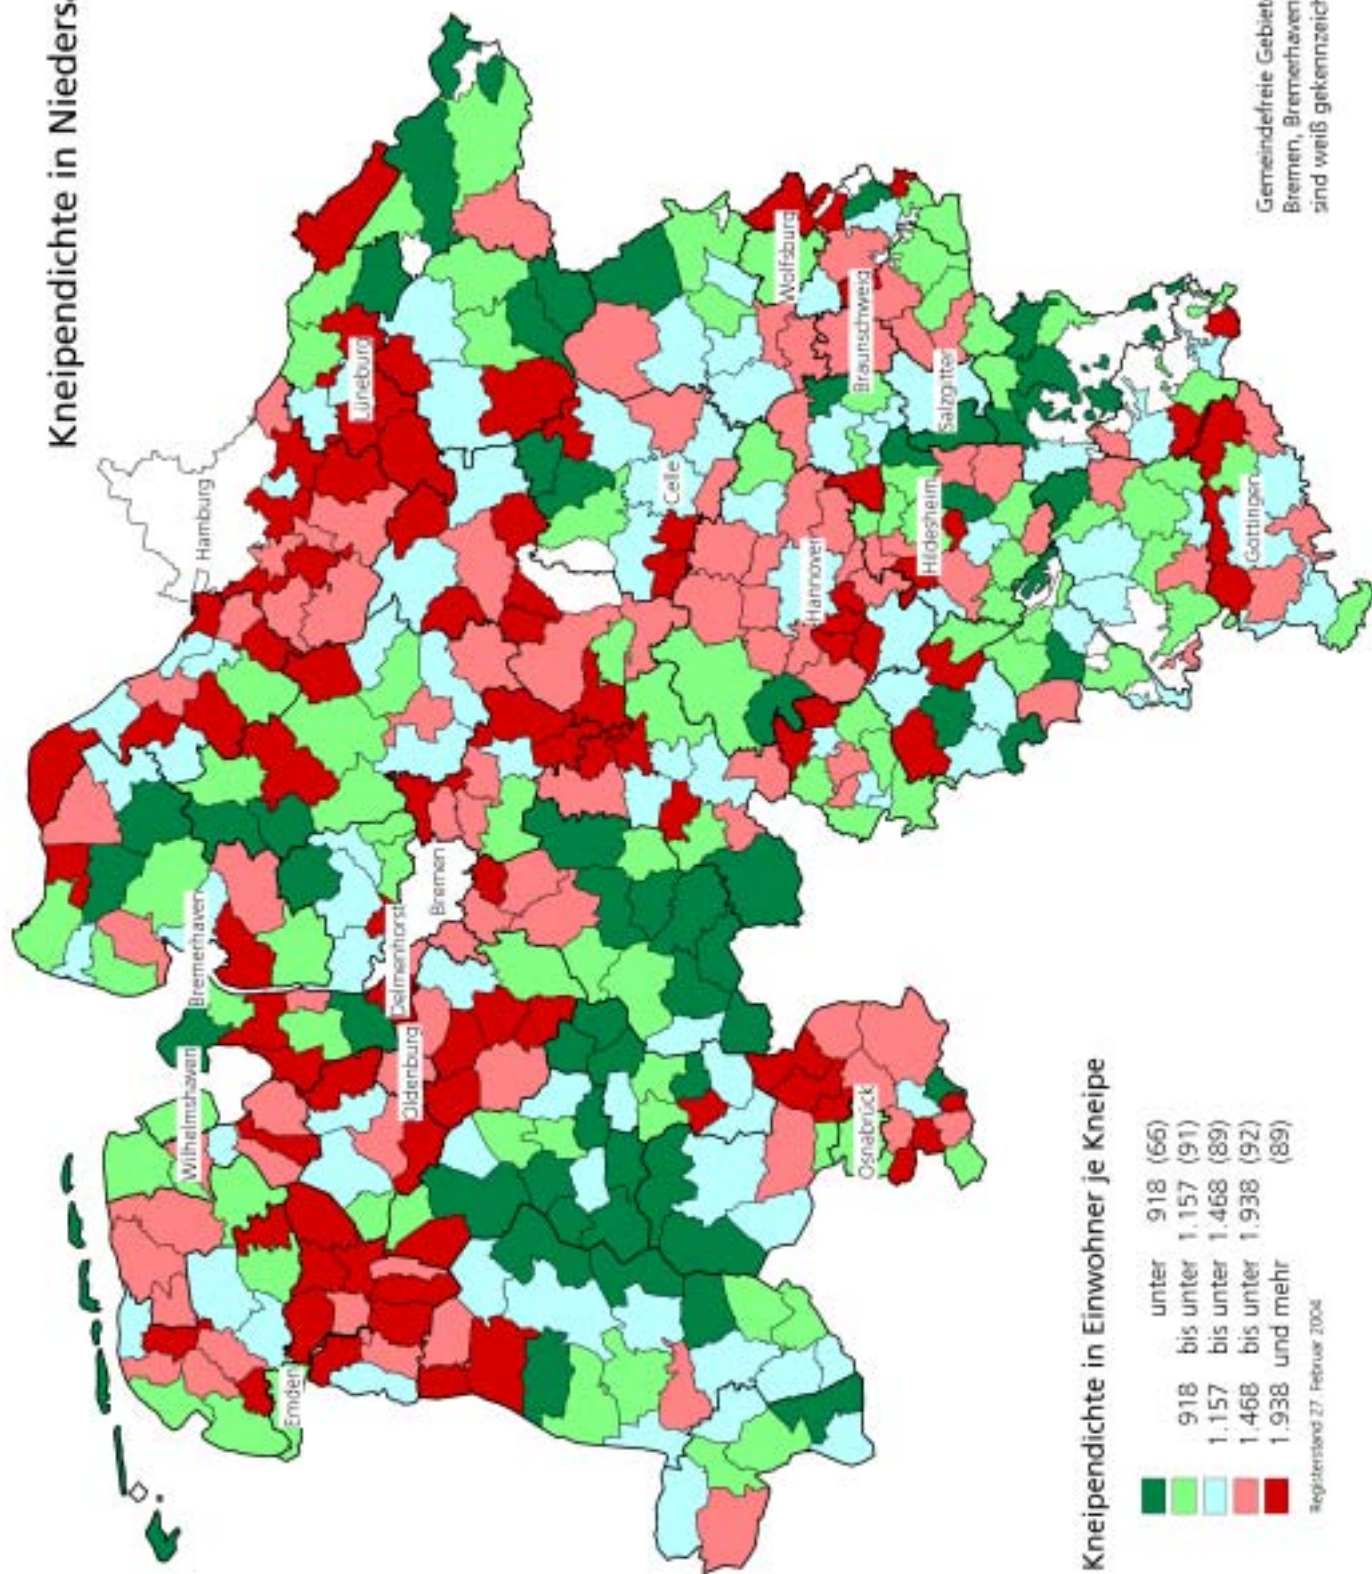 Kneipendichte in Nieders
Hamburg
Lüneburg
Bremerhaven
Wilhelmshaven
Emden
Oldenburg
Delmenhorst
Bremen
Celle
Wolfsburg
Braunschweig
Salzgitter
Hannover
Hildesheim
Osnabrück
Göttingen
Kneipendichte in Einwohner je Kneipe
unter 918 (66)
918 bis unter 1.157 (91)
1.157 bis unter 1.468 (89)
1.468 bis unter 1.938 (92)
1.938 und mehr (89)
Registerstand 27. Februar 2004
Gemeindefreie Gebiet
Bremen, Bremerhaven
sind weiß gekennzeich